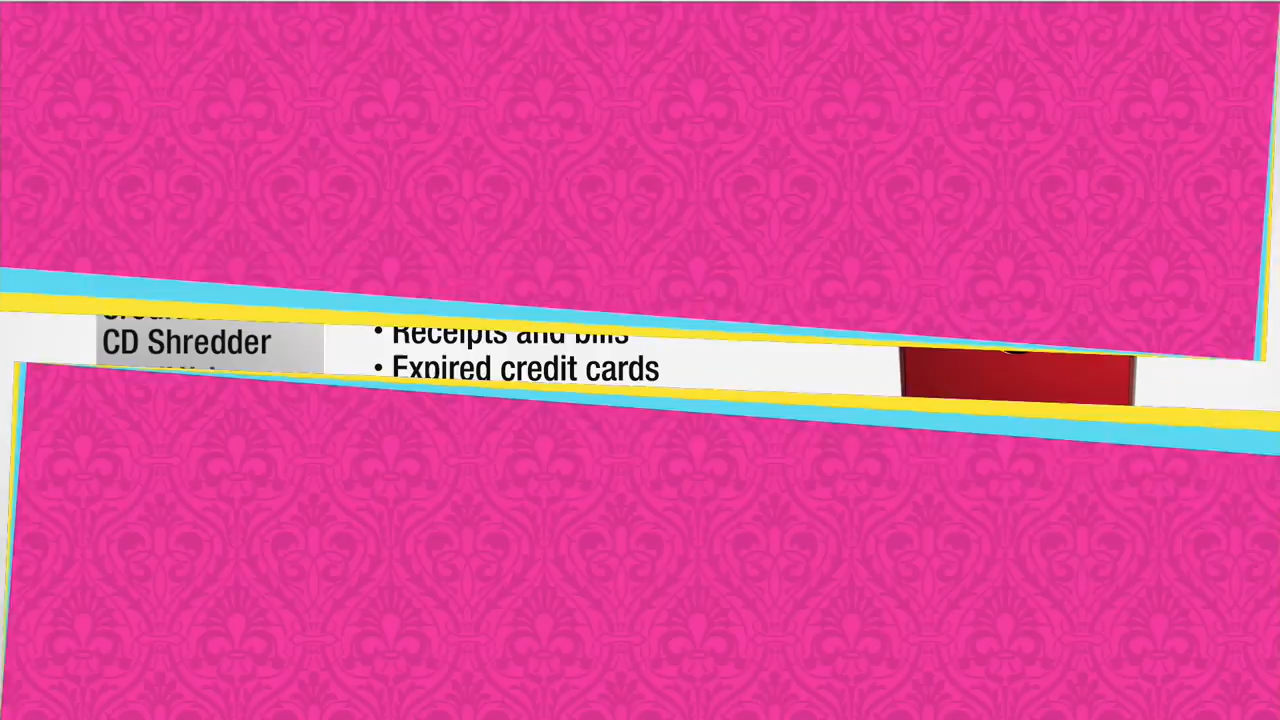 CD Shredder
• Receipts and bills
• Expired credit cards